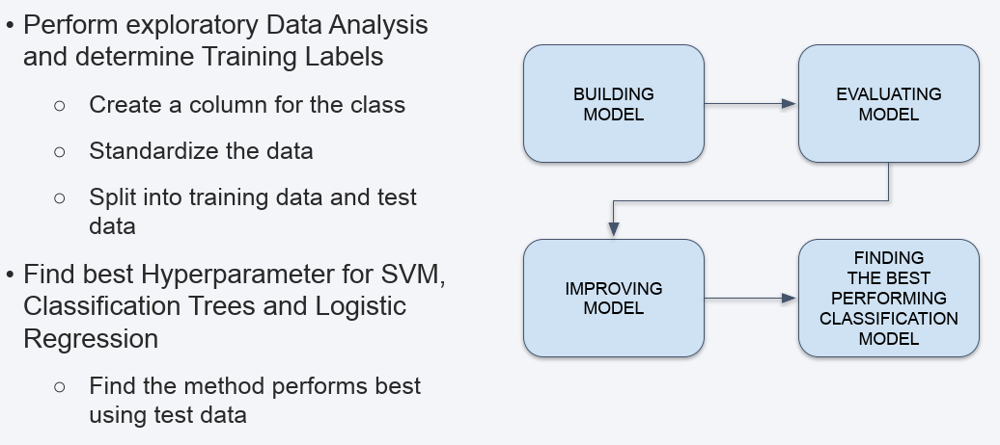 • Perform exploratory Data Analysis
and determine Training Labels
○ Create a column for the class
○ Standardize the data
○ Split into training data and test
data
• Find best Hyperparameter for SVM,
Classification Trees and Logistic
Regression
○ Find the method performs best
using test data
BUILDING
MODEL
EVALUATING
MODEL
IMPROVING
MODEL
FINDING
THE BEST
PERFORMING
CLASSIFICATION
MODEL